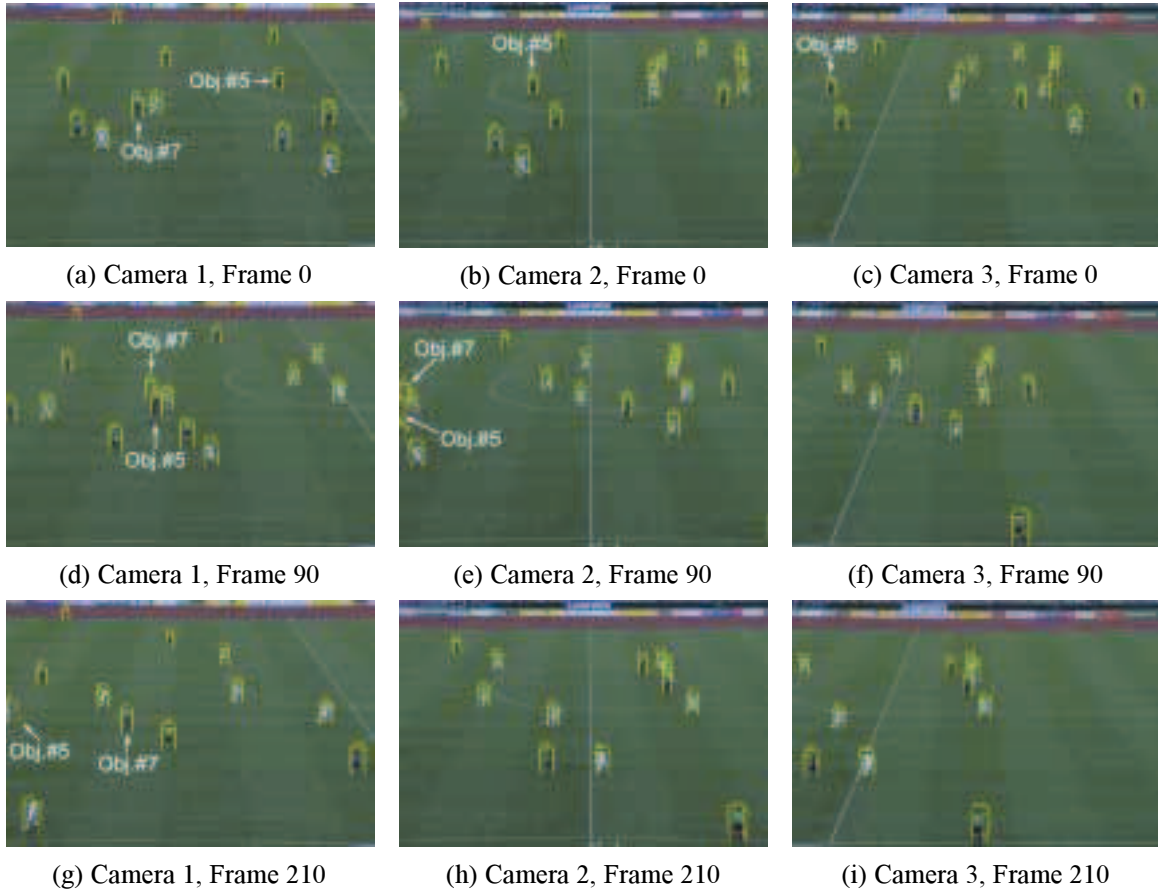 Obj.#5
Obj.#7
Obj.#5
Obj.#5
(a) Camera 1, Frame 0
(b) Camera 2, Frame 0
(c) Camera 3, Frame 0
Obj.#7
Obj.#5
Obj.#7
Obj.#5
(d) Camera 1, Frame 90
(e) Camera 2, Frame 90
(f) Camera 3, Frame 90
Obj.#5
Obj.#7
(g) Camera 1, Frame 210
(h) Camera 2, Frame 210
(i) Camera 3, Frame 210